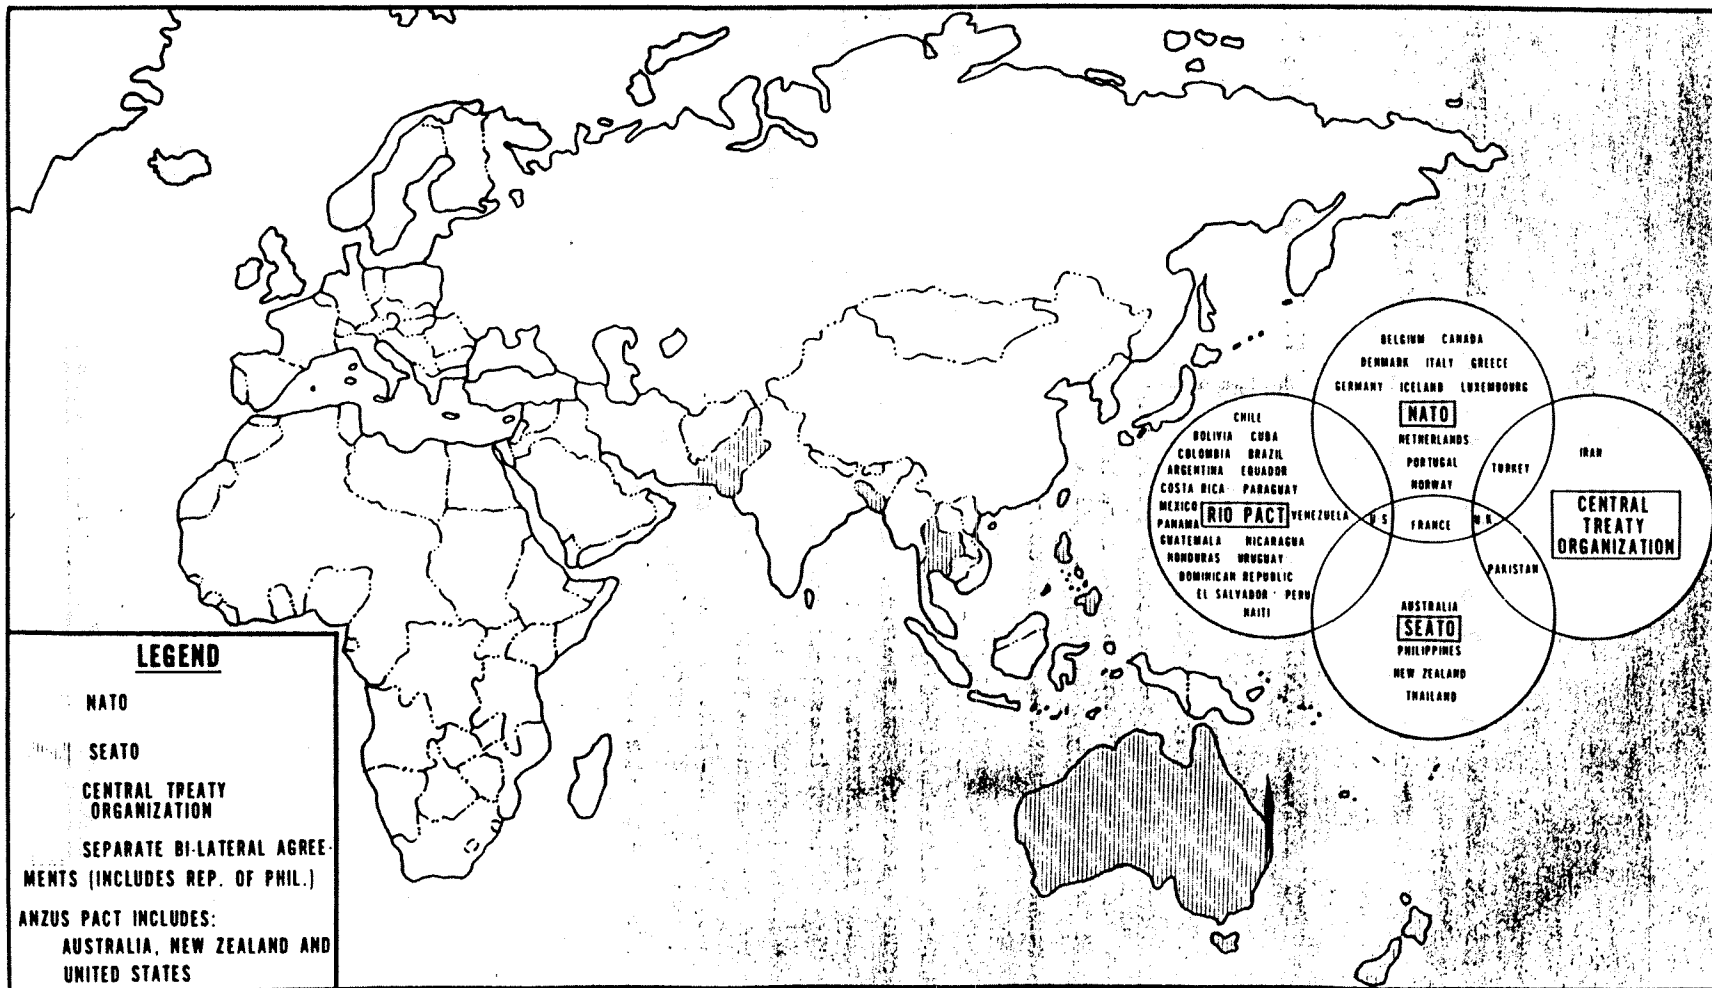 BELGIUM CANADA
DENMARK ITALY GREECE
GERMANY ICELAND LUXEMBOURG
NATO
NETHERLANDS
PORTUGAL
NORWAY
TURKEY
IRAN
CENTRAL
TREATY
ORGANIZATION
CHILE
BOLIVIA CUBA
COLOMBIA BRAZIL
ARGENTINA EQUADOR
COSTA RICA PARAGUAY
MEXICO
PANAMA
RIO PACT
VENEZUELA
GUATEMALA NICARAGUA
HONDURAS URUGUAY
DOMINICAN REPUBLIC
EL SALVADOR PERU
HAITI
U S
FRANCE
U.K.
PAKISTAN
AUSTRALIA
SEATO
PHILIPPINES
NEW ZEALAND
THAILAND
LEGEND
NATO
SEATO
CENTRAL TREATY
ORGANIZATION
SEPARATE BI-LATERAL AGREE-
MENTS (INCLUDES REP. OF PHIL.)
ANZUS PACT INCLUDES:
AUSTRALIA, NEW ZEALAND AND
UNITED STATES